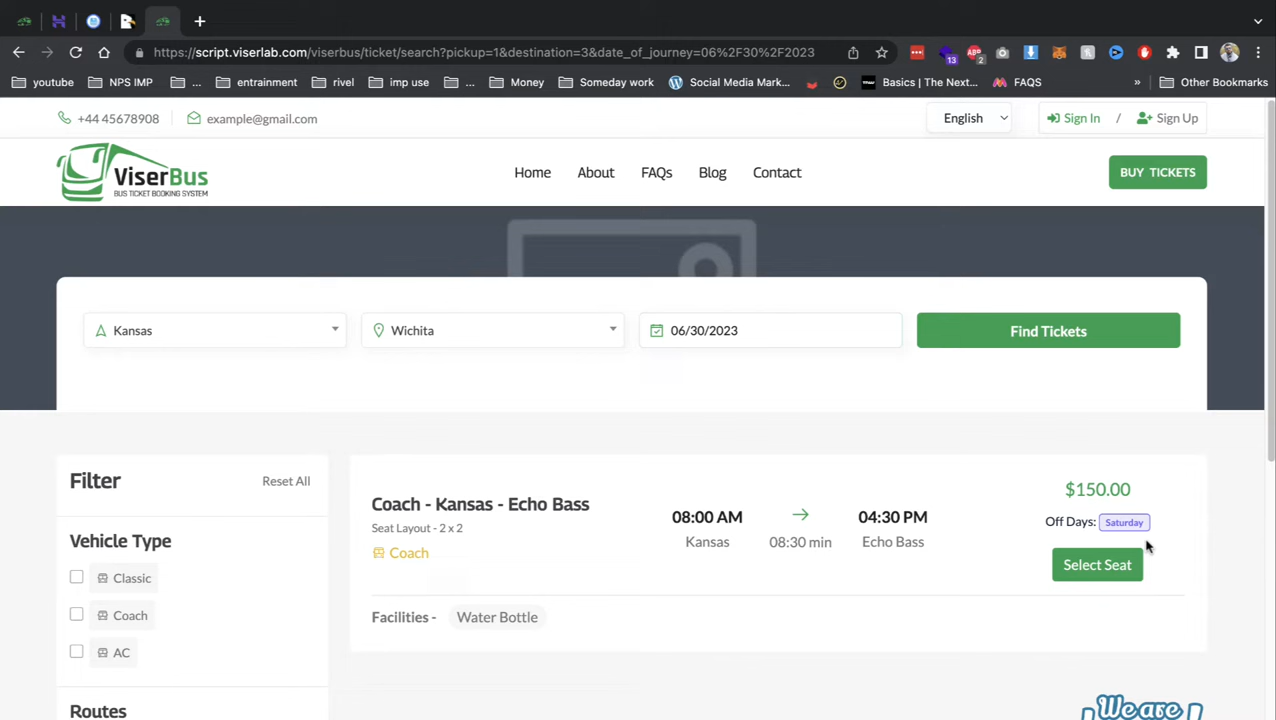 https://script.viserlab.com/viserbus/ticket/search?pickup=1&destination=3&date_of_journey=06%2F30%2F2023
13
2
youtube
NPS IMP
...
entranment
rivel
imp use
...
Money
Someday work
Social Media Mark...
Basics | The Next...
FAQS
»
Other Bookmarks
+44 45678908
example@gmail.com
English
Sign In / Sign Up
ViserBus
BUS TICKET BOOKING SYSTEM
Home About FAQs Blog Contact
BUY TICKETS
Kansas
Wichita
06/30/2023
Find Tickets
Filter
Reset All
Vehicle Type
Classic
Coach
AC
Routes
Coach - Kansas - Echo Bass
Seat Layout - 2 x 2
Coach
08:00 AM
Kansas
08:30 min
04:30 PM
Echo Bass
$150.00
Off Days: Saturday
Select Seat
Facilities - Water Bottle
We are